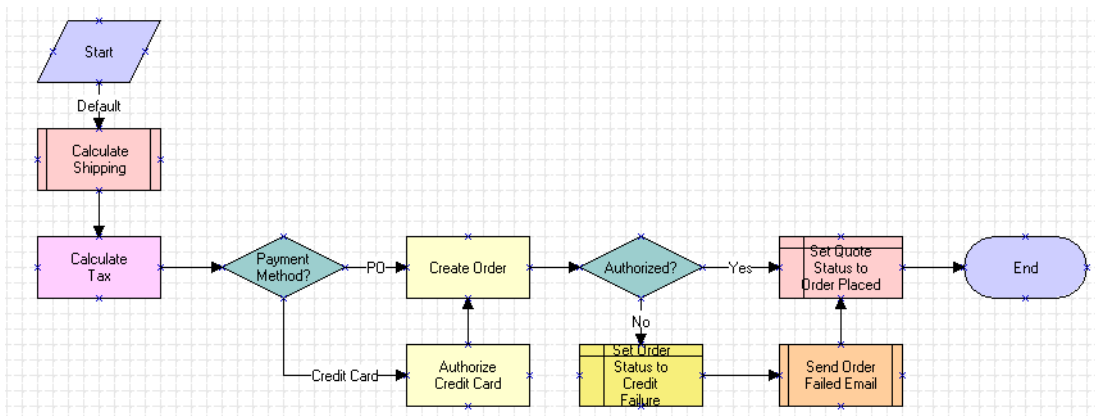 Start
Default
Calculate
Shipping
Calculate
Tax
Payment
Method?
PO
Create Order
Authorized?
Yes
Set Quote
Status to
Order Placed
End
Credit Card
Authorize
Credit Card
No
Set Order
Status to
Credit
Failure
Send Order
Failed Email